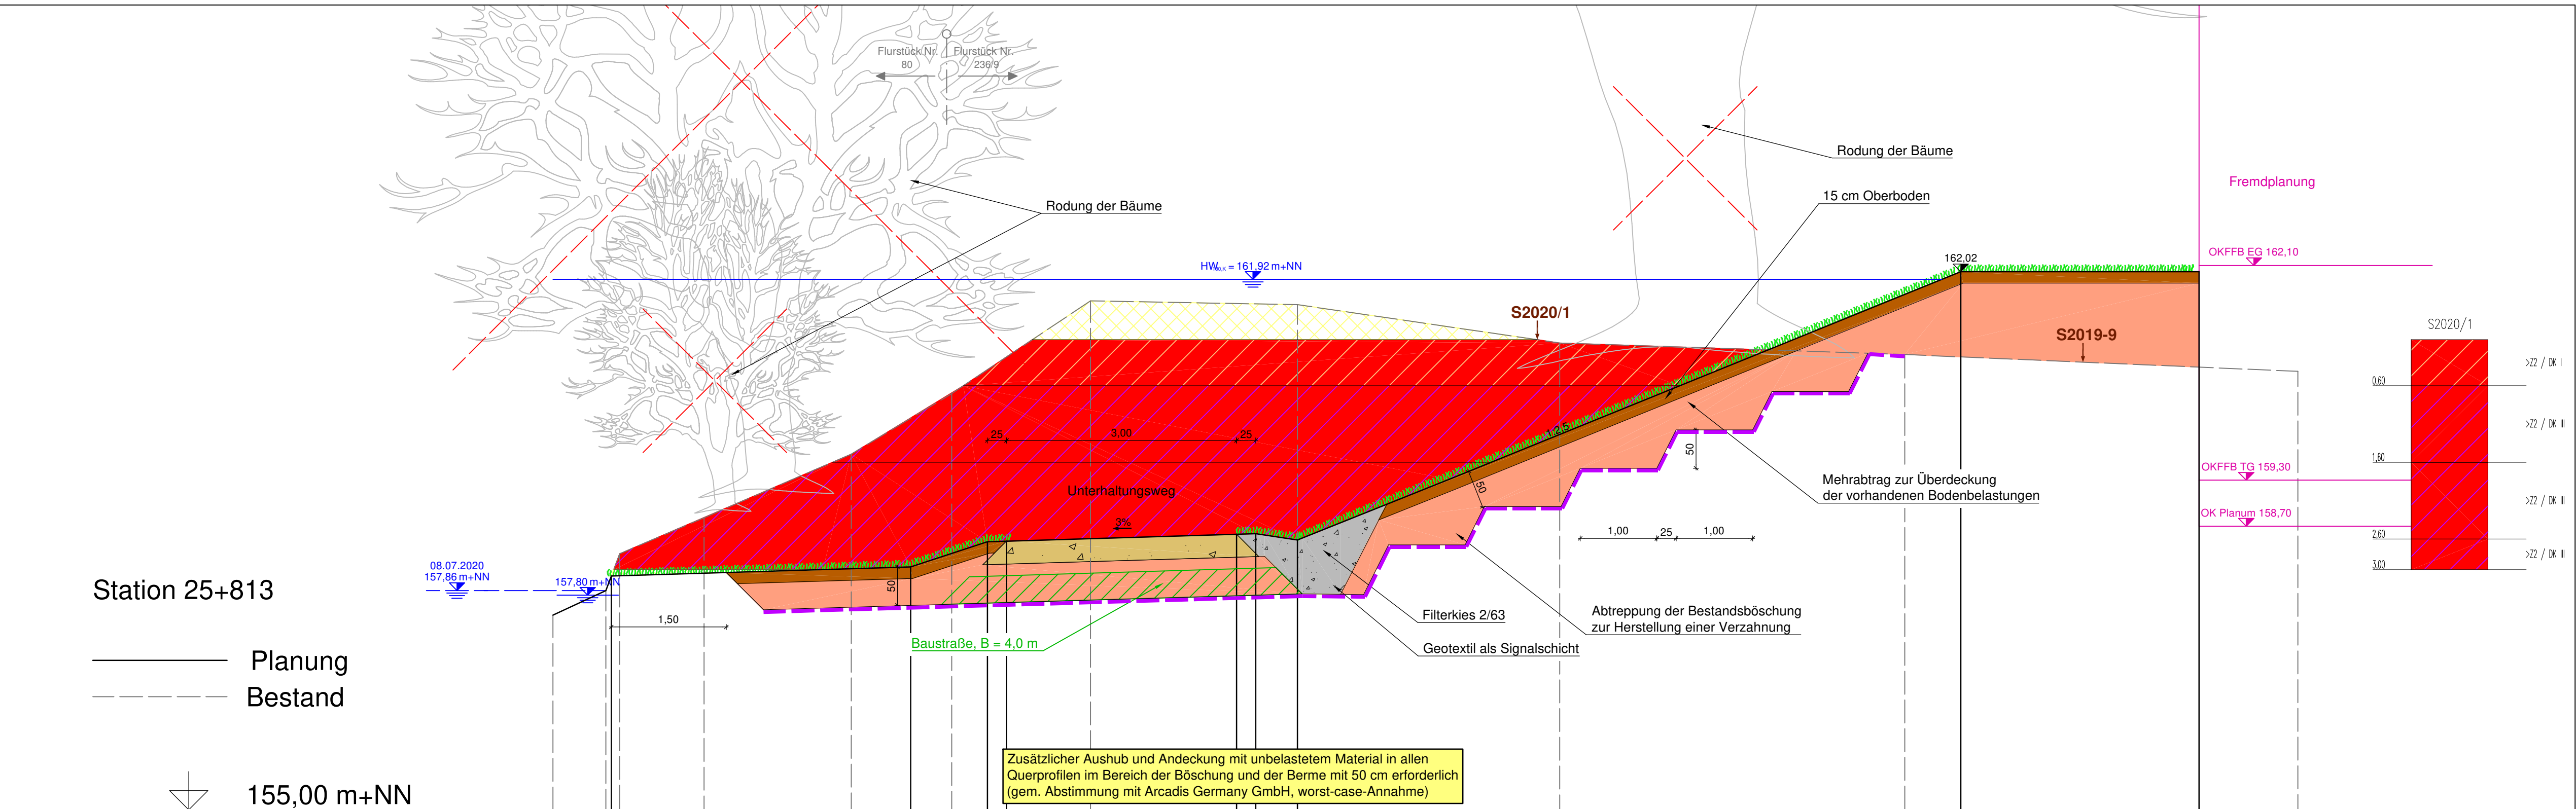 Flurstück Nr.
80
Flurstück Nr.
236/9
Rodung der Bäume
Rodung der Bäume
15 cm Oberboden
Fremdplanung
OKFFB EG 162,10
HW = 161,92 m+NN
162,02
S2020/1
S2019-9
S2020/1
>Z2 / DK I
0,60
>Z2 / DK III
1,60
>Z2 / DK III
2,60
>Z2 / DK III
3,00
25
3,00
25
50
Unterhaltungsweg
3%
50
OKFFB TG 159,30
OK Planum 158,70
Mehrabtrag zur Überdeckung
der vorhandenen Bodenbelastungen
1,00
25
1,00
08.07.2020
157,86 m+NN
157,80 m+NN
50
1,50
Station 25+813
Planung
Bestand
155,00 m+NN
Baustraße, B = 4,0 m
Filterkies 2/63
Geotextil als Signalschicht
Abtreppung der Bestandsböschung
zur Herstellung einer Verzahnung
Zusätzlicher Aushub und Andeckung mit unbelastetem Material in allen
Querprofilen im Bereich der Böschung und der Berme mit 50 cm erforderlich
(gem. Abstimmung mit Arcadis Germany GmbH, worst-case-Annahme)